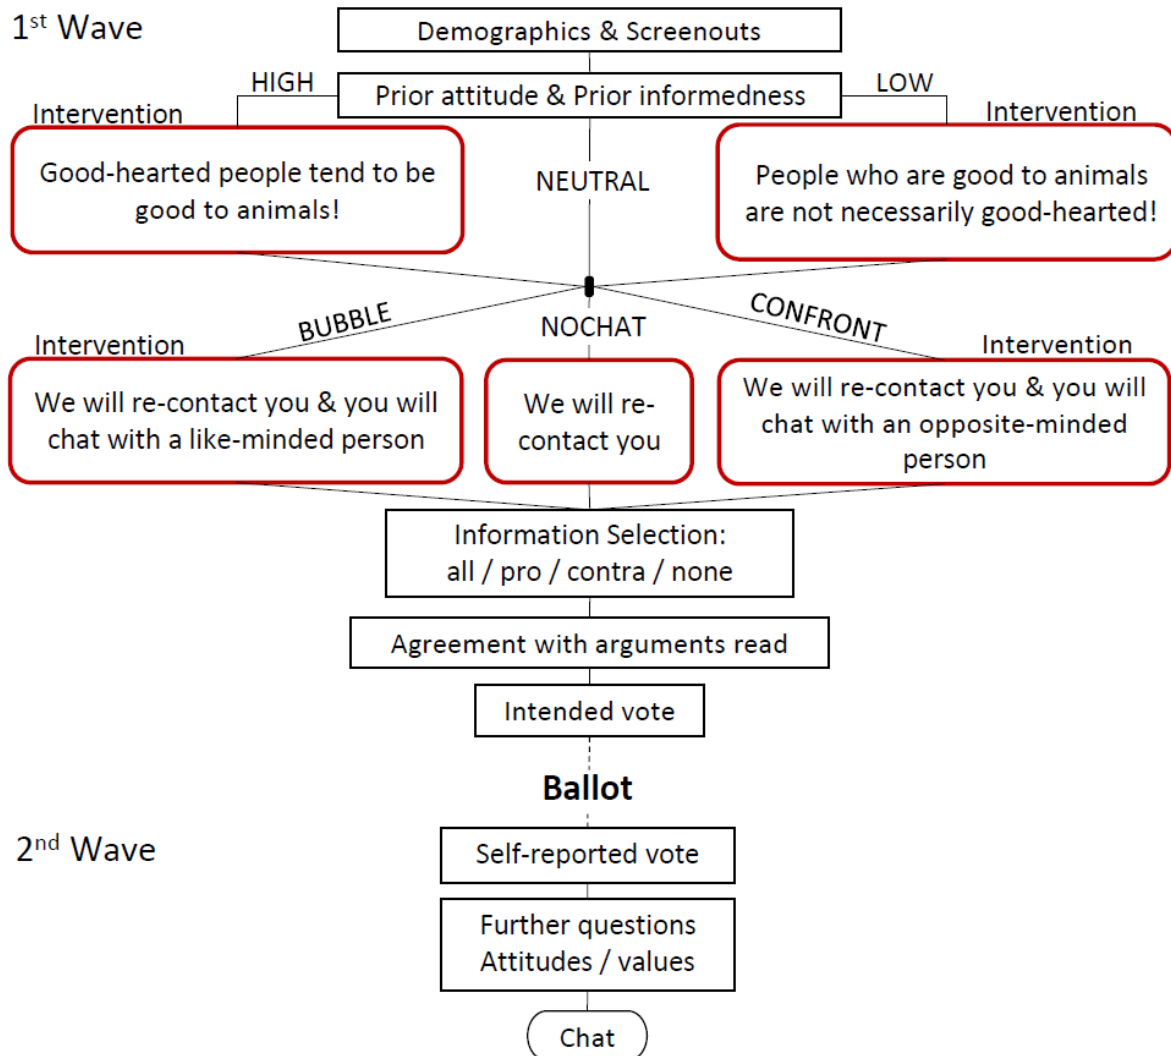 1st Wave
Demographics & Screenouts
HIGH
Prior attitude & Prior informedness
LOW
Intervention
Good-hearted people tend to be
good to animals!
NEUTRAL
Intervention
People who are good to animals
are not necessarily good-hearted!
BUBBLE
NOCHAT
CONFRONT
Intervention
We will re-contact you & you will
chat with a like-minded person
We will re-
contact you
Intervention
We will re-contact you & you will
chat with an opposite-minded
person
Information Selection:
all / pro / contra / none
Agreement with arguments read
Intended vote
Ballot
2nd Wave
Self-reported vote
Further questions
Attitudes / values
Chat